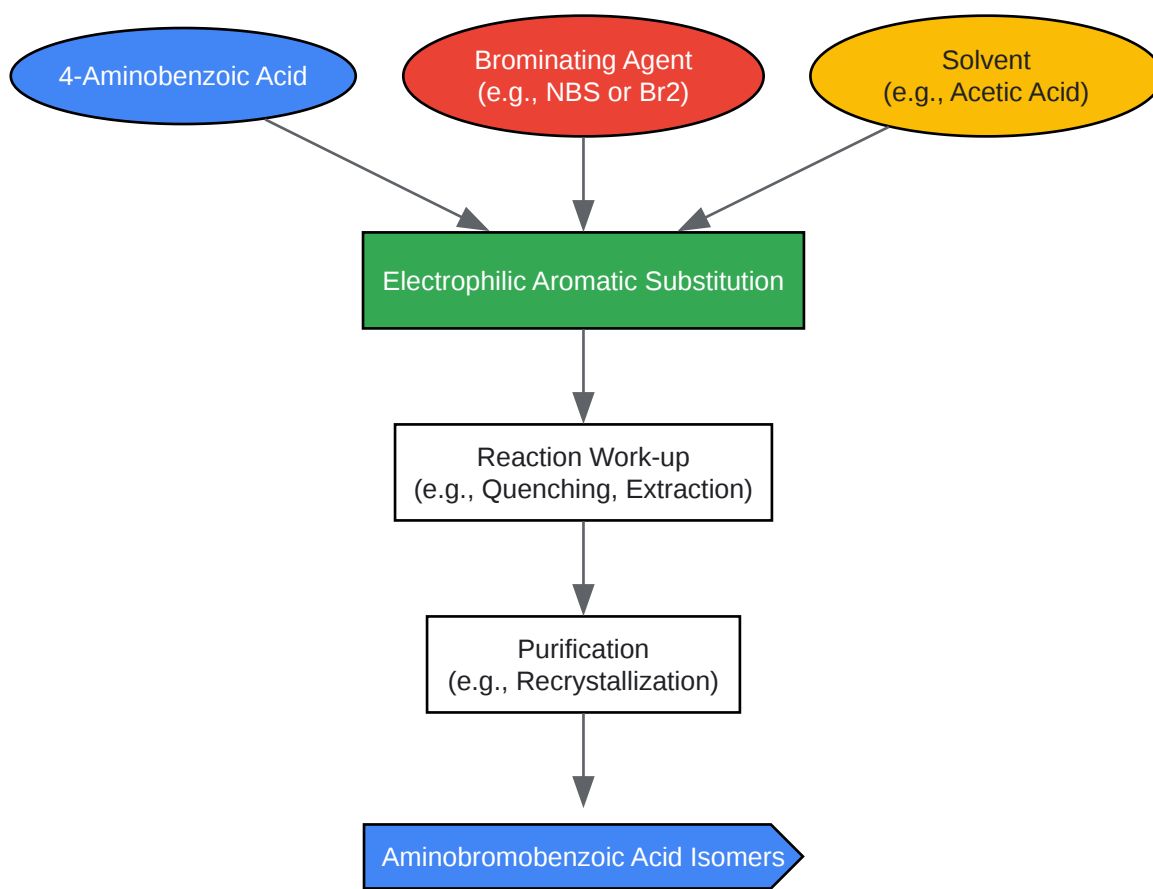 4-Aminobenzoic Acid
Brominating Agent
(e.g., NBS or Br2)
Solvent
(e.g., Acetic Acid)
Electrophilic Aromatic Substitution
Reaction Work-up
(e.g., Quenching, Extraction)
Purification
(e.g., Recrystallization)
Aminobromobenzoic Acid Isomers